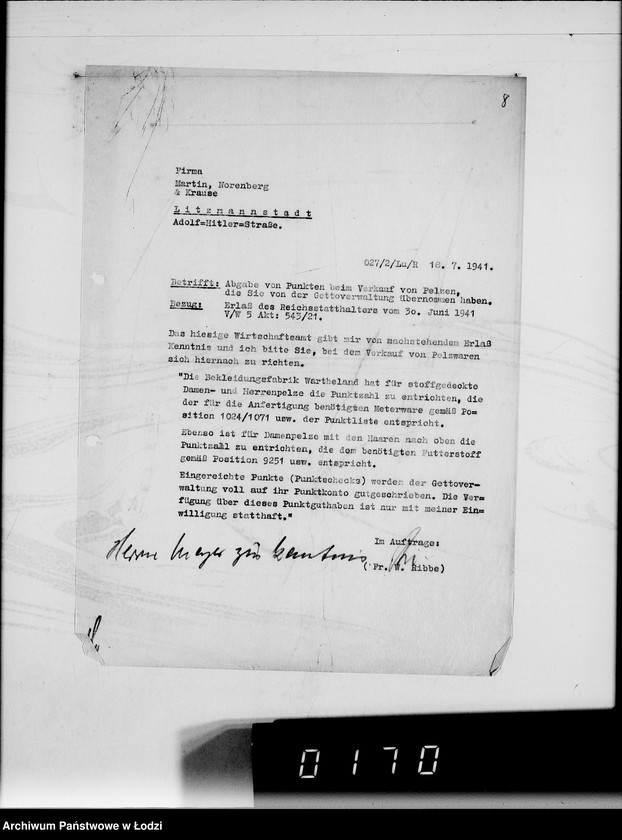 8
Firma
Martin, Norenberg
& Krause
Litzmannstadt
Adolf=Hitler=Straße.
027/2/Lu/R 18. 7. 1941.
Betrifft: Abgabe von Punkten beim Verkauf von Pelzen,
die Sie von der Gettoverwaltung übernommen haben.
Bezug: Erlaß des Reichsstatthalters vom 30. Juni 1941
V/W 5 Akt: 543/21.
Das hiesige Wirtschaftsamt gibt mir von nachstehendem Erlaß
Kenntnis und ich bitte Sie, bei dem Verkauf von Pelzwaren
sich hiernach zu richten.
"Die Bekleidungsfabrik Wartheland hat für stoffgedeckte
Damen- und Herrenpelze die Punktzahl zu entrichten, die
der für die Anfertigung benötigten Meterware gemäß Po=
sition 1024/1071 usw. der Punktliste entspricht.
Ebenso ist für Damenpelze mit den Haaren nach oben die
Punktzahl zu entrichten, die dem benötigten Futterstoff
gemäß Position 9251 usw. entspricht.
Eingereichte Punkte (Punktschecks) werden der Gettover=
waltung voll auf ihr Punktkonto gutgeschrieben. Die Ver=
fügung über dieses Punktguthaben ist nur mit meiner Ein=
willigung statthaft."
Im Auftrage:
Herrn Meyer zur Kenntnis
(Fr. W. Ribbe)
0170
Archiwum Państwowe w Łodzi